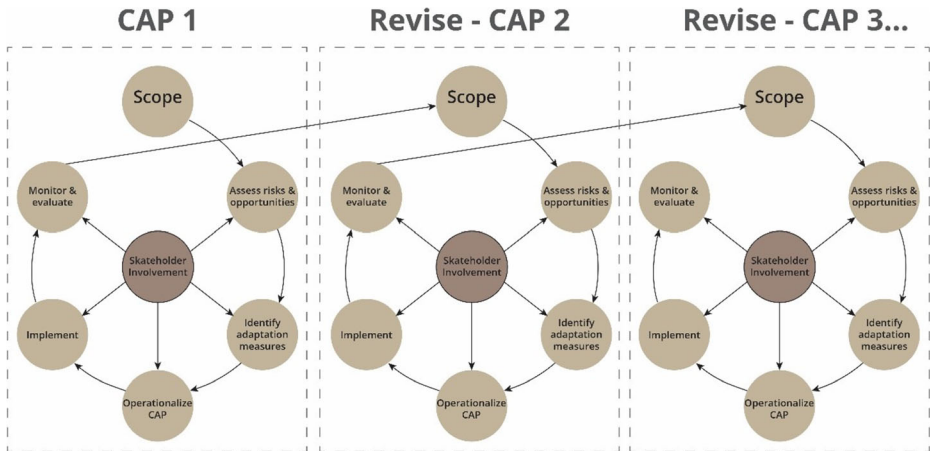 CAP 1
Revise - CAP 2
Revise - CAP 3...
Scope
Monitor &
evaluate
Assess risks &
opportunities
Skateholder
Involvement
Implement
Identify
adaptation
measures
Operationalize
CAP
Scope
Monitor &
evaluate
Assess risks &
opportunities
Skateholder
Involvement
Implement
Identify
adaptation
measures
Operationalize
CAP
Scope
Monitor &
evaluate
Assess risks &
opportunities
Skateholder
Involvement
Implement
Identify
adaptation
measures
Operationalize
CAP